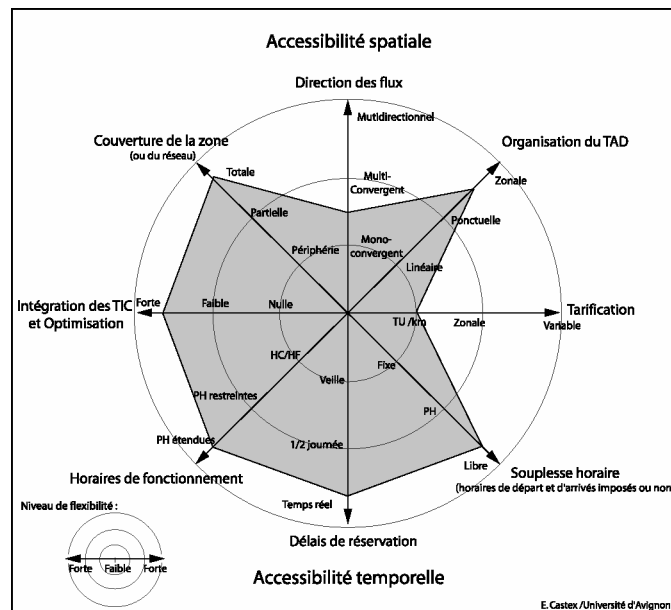 Accessibilité spatiale
Direction des flux
Mutidirectionnel
Couverture de la zone
(ou du réseau)
Organisation du TAD
Totale
Multi-
Convergent
Zonale
Partielle
Ponctuelle
Périphérie
Mono-
convergent
Linéaire
Intégration des TIC
et Optimisation
Forte
Faible
Nulle
TU /km
Zonale
Variable
Tarification
HC/HF
Veille
Fixe
PH restreintes
PH
PH étendues
1/2 journée
Libre
Horaires de fonctionnement
Souplesse horaire
(horaires de départ et d'arrivés imposés ou non
Temps réel
Niveau de flexibilité :
Délais de réservation
Forte
Faible
Forte
Accessibilité temporelle
E. Castex /Université d'Avignon